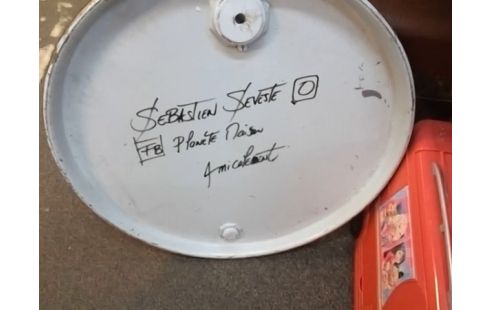 SEBASTIEN SEVESTE O
FB Planète Maison
Amicalement